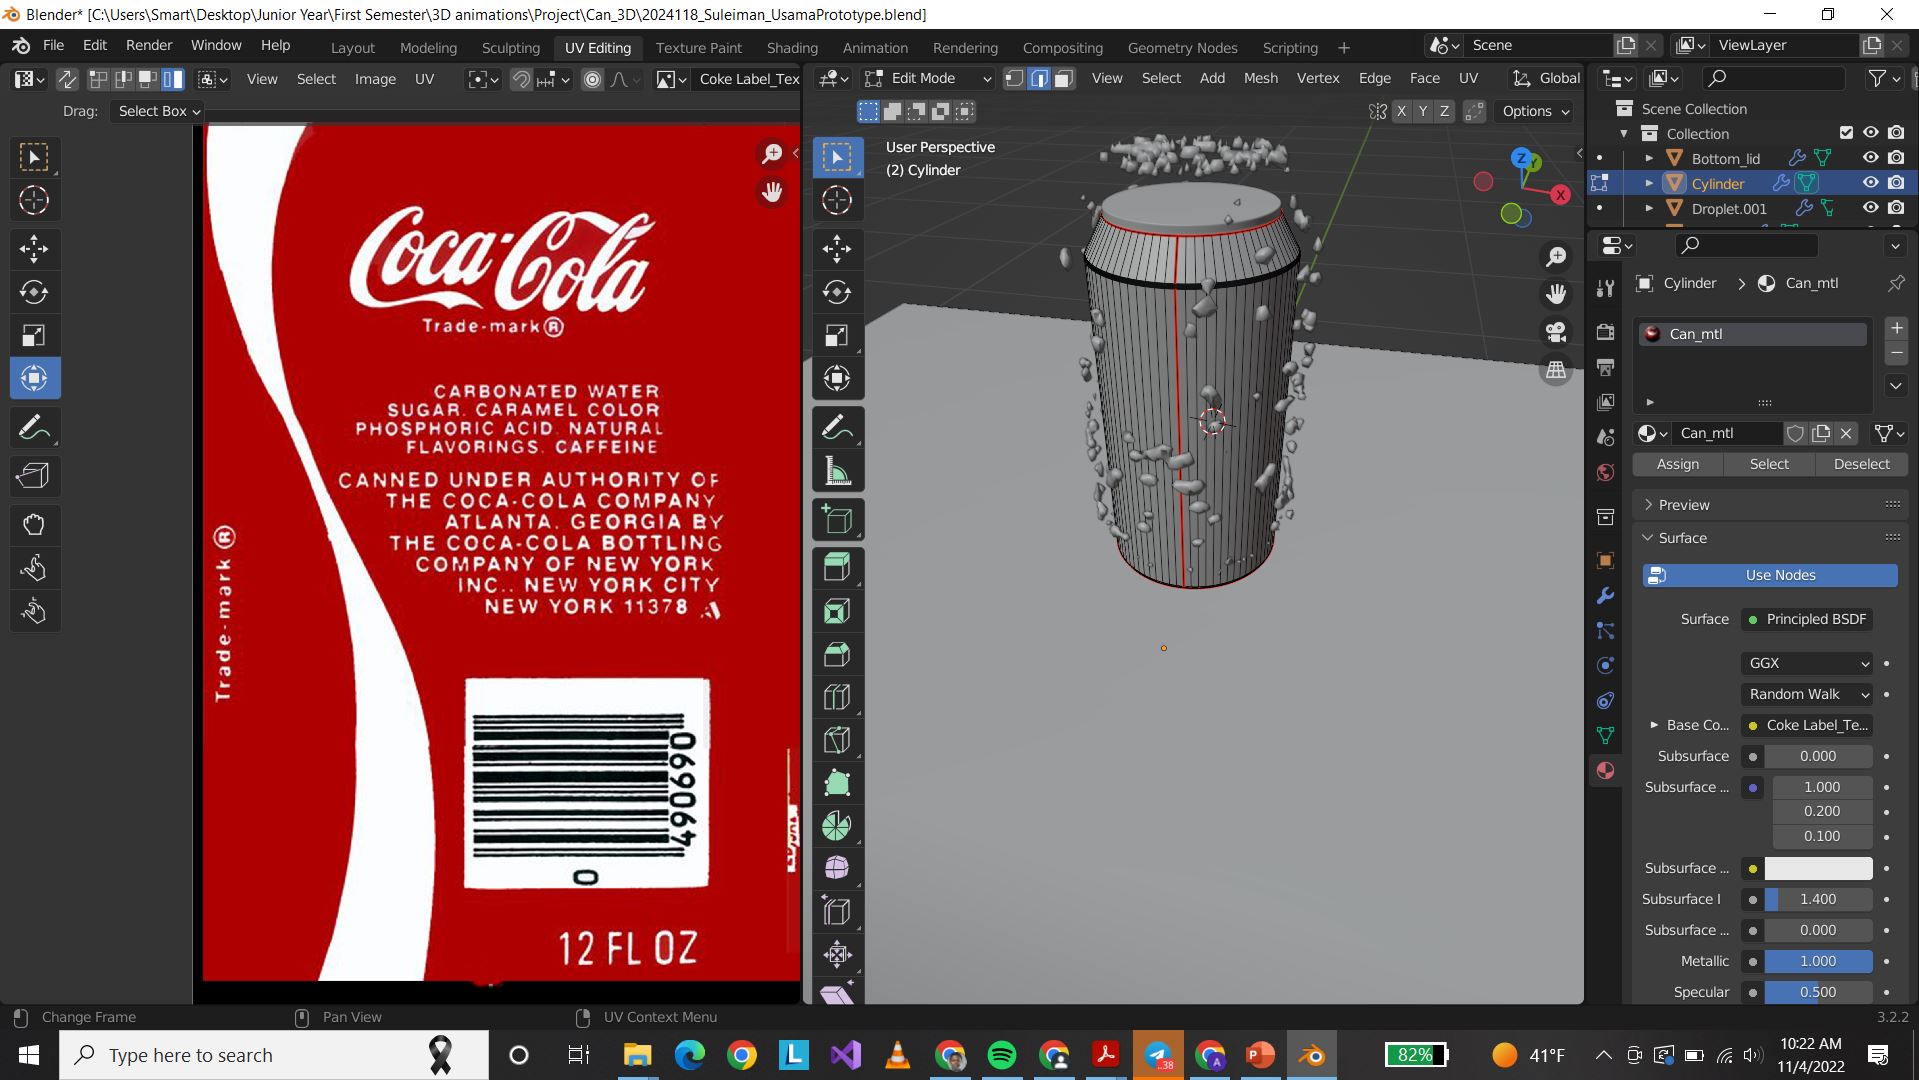 Blender* [C:\Users\Smart\Desktop\Junior Year\First Semester\3D animations\Project\Can_3D\2024118_Suleiman_UsamaPrototype.blend]
File Edit Render Window Help Layout Modeling Sculpting UV Editing Texture Paint Shading Animation Rendering Compositing Geometry Nodes Scripting + Scene ViewLayer
View Select Image UV Coke Label_Tex
Edit Mode View Select Add Mesh Vertex Edge Face UV Global
Drag: Select Box
X Y Z Options
Scene Collection
Collection
Bottom_lid
Cylinder
Droplet.001
User Perspective
(2) Cylinder
Z Y X
Coca-Cola
Trade-mark ®
CARBONATED WATER
SUGAR. CARAMEL COLOR
PHOSPHORIC ACID. NATURAL
FLAVORINGS. CAFFEINE
CANNED UNDER AUTHORITY OF
THE COCA-COLA COMPANY
ATLANTA. GEORGIA BY
THE COCA-COLA BOTTLING
COMPANY OF NEW YORK
INC.. NEW YORK CITY
NEW YORK 11378
Trade-mark ®
490690
0
12 FL OZ
Cylinder > Can_mtl
Can_mtl
Can_mtl
Assign Select Deselect
Preview
Surface
Use Nodes
Surface Principled BSDF
GGX
Random Walk
Base Co... Coke Label_Te...
Subsurface 0.000
Subsurface ... 1.000
0.200
0.100
Subsurface ...
Subsurface I 1.400
Subsurface ... 0.000
Metallic 1.000
Specular 0.500
Change Frame Pan View UV Context Menu 3.2.2
Type here to search
L
A
..38
P
82%
41°F
10:22 AM
11/4/2022